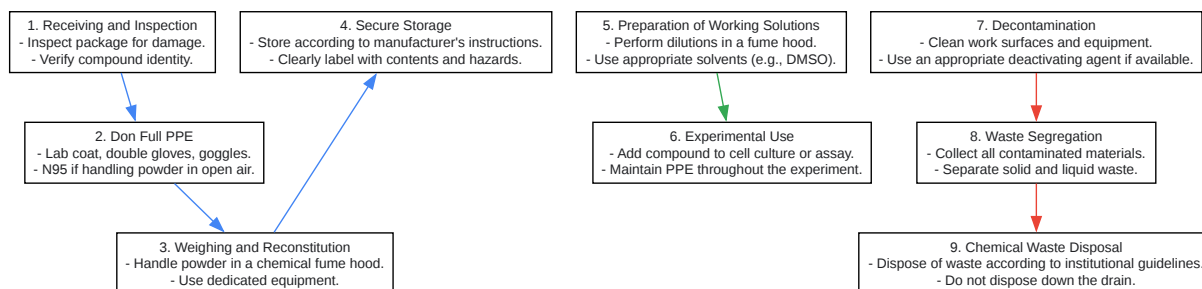 1. Receiving and Inspection
- Inspect package for damage.
- Verify compound identity.
2. Don Full PPE
- Lab coat, double gloves, goggles.
- N95 if handling powder in open air.
3. Weighing and Reconstitution
- Handle powder in a chemical fume hood.
- Use dedicated equipment.
4. Secure Storage
- Store according to manufacturer's instructions.
- Clearly label with contents and hazards.
5. Preparation of Working Solutions
- Perform dilutions in a fume hood.
- Use appropriate solvents (e.g., DMSO).
6. Experimental Use
- Add compound to cell culture or assay.
- Maintain PPE throughout the experiment.
7. Decontamination
- Clean work surfaces and equipment.
- Use an appropriate deactivating agent if available.
8. Waste Segregation
- Collect all contaminated materials.
- Separate solid and liquid waste.
9. Chemical Waste Disposal
- Dispose of waste according to institutional guidelines.
- Do not dispose down the drain.